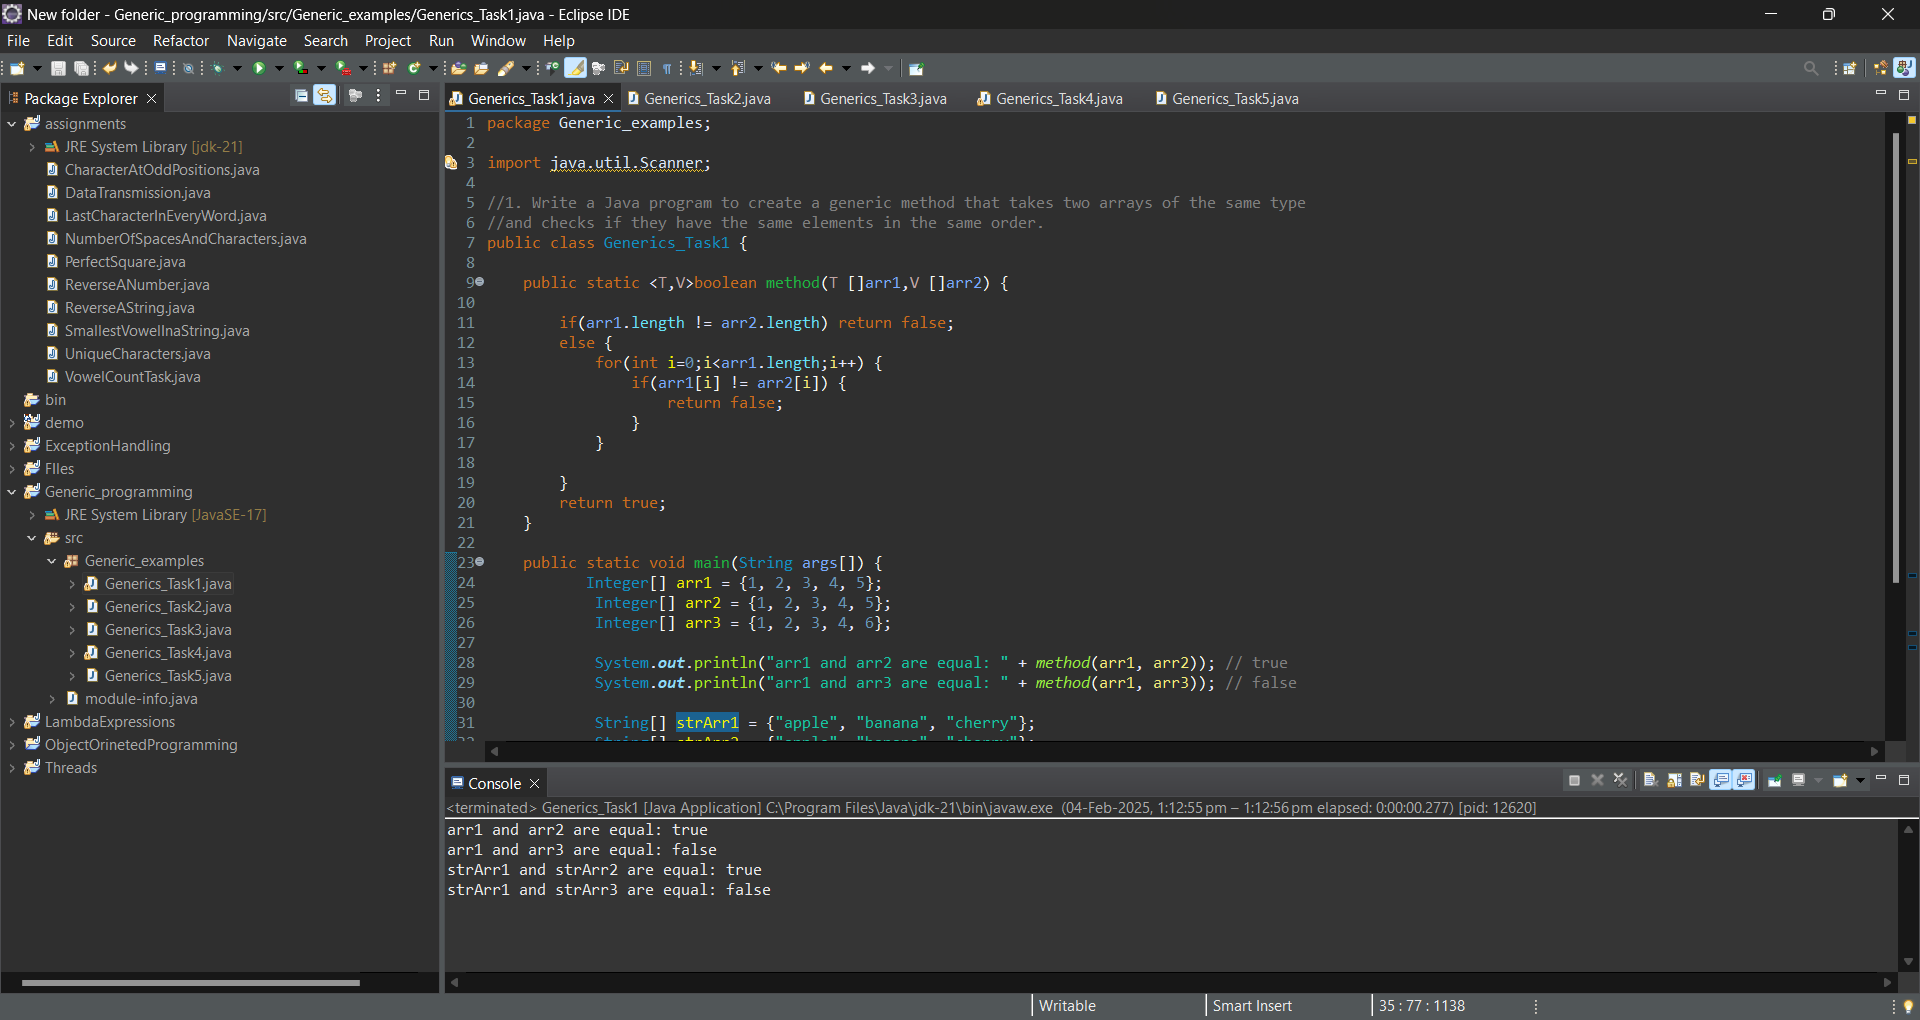 New folder - Generic_programming/src/Generic_examples/Generics_Task1.java - Eclipse IDE
File Edit Source Refactor Navigate Search Project Run Window Help
Package Explorer
assignments
JRE System Library [jdk-21]
CharacterAtOddPositions.java
DataTransmission.java
LastCharacterInEveryWord.java
NumberOfSpacesAndCharacters.java
PerfectSquare.java
ReverseANumber.java
ReverseAString.java
SmallestVowelInaString.java
UniqueCharacters.java
VowelCountTask.java
bin
demo
ExceptionHandling
FIles
Generic_programming
JRE System Library [JavaSE-17]
src
Generic_examples
Generics_Task1.java
Generics_Task2.java
Generics_Task3.java
Generics_Task4.java
Generics_Task5.java
module-info.java
LambdaExpressions
ObjectOrinetedProgramming
Threads
Generics_Task1.java Generics_Task2.java Generics_Task3.java Generics_Task4.java Generics_Task5.java
1 package Generic_examples;
2
3 import java.util.Scanner;
4
5 //1. Write a Java program to create a generic method that takes two arrays of the same type
6 //and checks if they have the same elements in the same order.
7 public class Generics_Task1 {
8
9 public static <T,V>boolean method(T []arr1,V []arr2) {
10
11 if(arr1.length != arr2.length) return false;
12 else {
13 for(int i=0;i<arr1.length;i++) {
14 if(arr1[i] != arr2[i]) {
15 return false;
16 }
17 }
18
19 }
20 return true;
21 }
22
23 public static void main(String args[]) {
24 Integer[] arr1 = {1, 2, 3, 4, 5};
25 Integer[] arr2 = {1, 2, 3, 4, 5};
26 Integer[] arr3 = {1, 2, 3, 4, 6};
27
28 System.out.println("arr1 and arr2 are equal: " + method(arr1, arr2)); // true
29 System.out.println("arr1 and arr3 are equal: " + method(arr1, arr3)); // false
30
31 String[] strArr1 = {"apple", "banana", "cherry"};
32 String[] strArr2 = {"apple", "banana", "cherry"};
Console
<terminated> Generics_Task1 [Java Application] C:\Program Files\Java\jdk-21\bin\javaw.exe (04-Feb-2025, 1:12:55 pm – 1:12:56 pm elapsed: 0:00:00.277) [pid: 12620]
arr1 and arr2 are equal: true
arr1 and arr3 are equal: false
strArr1 and strArr2 are equal: true
strArr1 and strArr3 are equal: false
Writable Smart Insert 35 : 77 : 1138